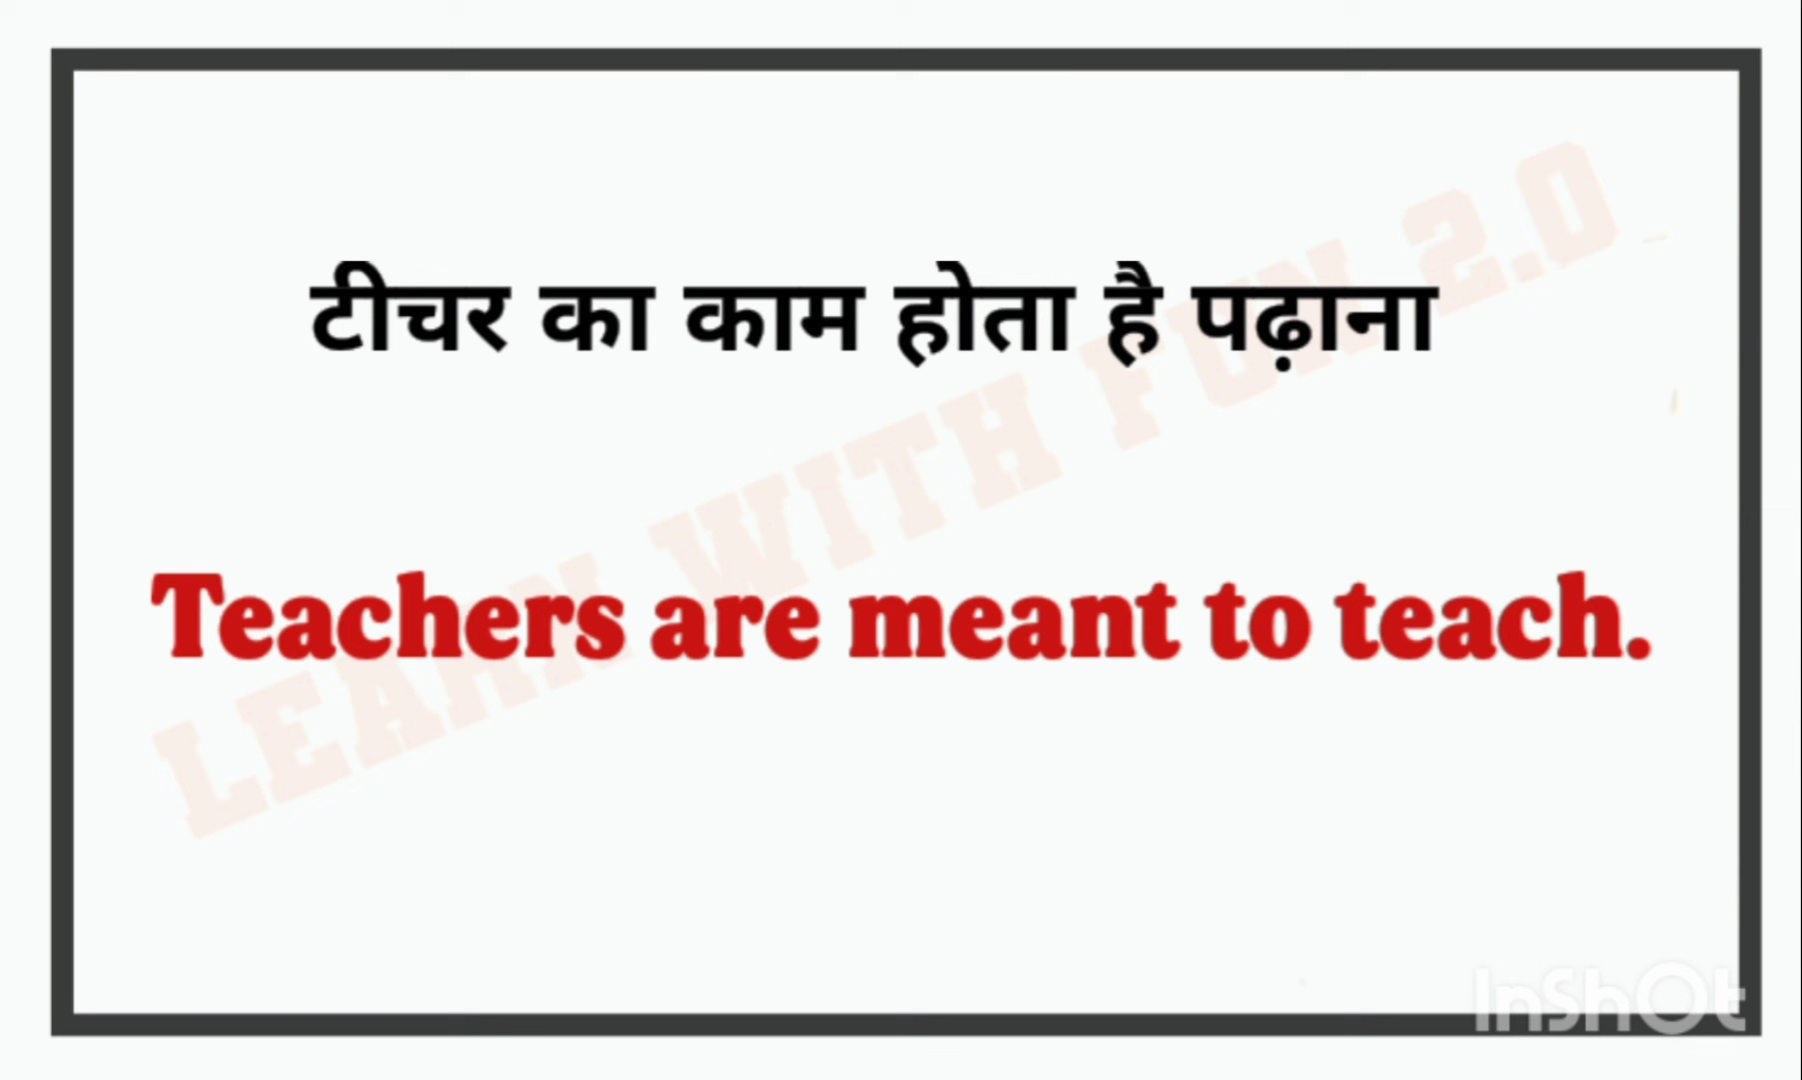 टीचर का काम होता है पढ़ाना
Teachers are meant to teach.
LEARN WITH FUN 2.0
InShOt